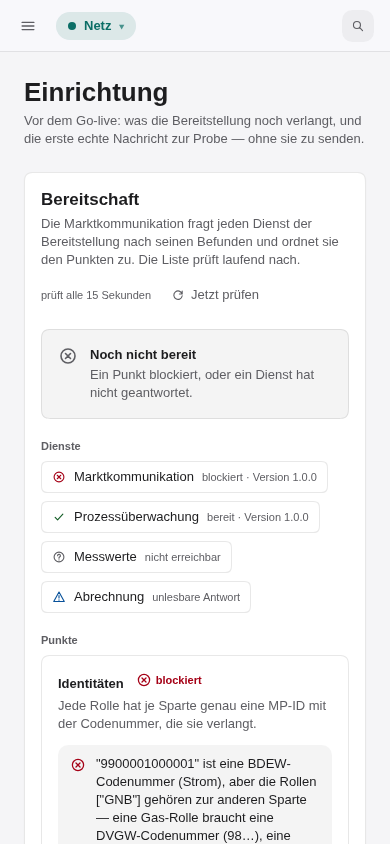 Netz
Einrichtung
Vor dem Go-live: was die Bereitstellung noch verlangt, und
die erste echte Nachricht zur Probe — ohne sie zu senden.
Bereitschaft
Die Marktkommunikation fragt jeden Dienst der
Bereitstellung nach seinen Befunden und ordnet sie
den Punkten zu. Die Liste prüft laufend nach.
prüft alle 15 Sekunden Jetzt prüfen
Noch nicht bereit
Ein Punkt blockiert, oder ein Dienst hat
nicht geantwortet.
Dienste
Marktkommunikation blockiert · Version 1.0.0
Prozessüberwachung bereit · Version 1.0.0
Messwerte nicht erreichbar
Abrechnung unlesbare Antwort
Punkte
Identitäten blockiert
Jede Rolle hat je Sparte genau eine MP-ID mit
der Codenummer, die sie verlangt.
"9900001000001" ist eine BDEW-
Codenummer (Strom), aber die Rollen
["GNB"] gehören zur anderen Sparte
— eine Gas-Rolle braucht eine
DVGW-Codenummer (98…), eine